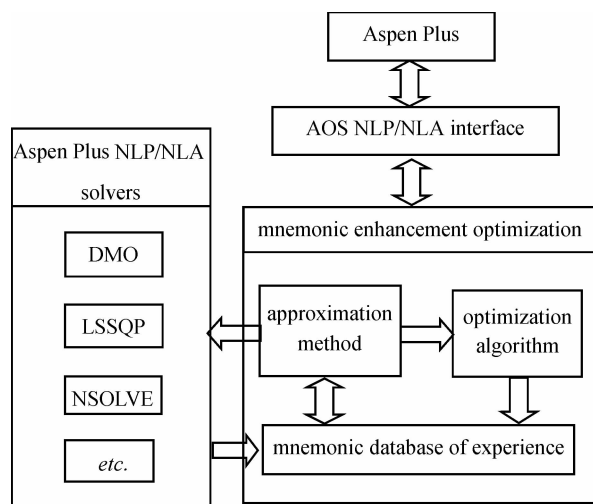 Aspen Plus
AOS NLP/NLA interface
Aspen Plus NLP/NLA
solvers
DMO
LSSQP
NSOLVE
etc.
mnemonic enhancement optimization
approximation
method
optimization
algorithm
mnemonic database of experience